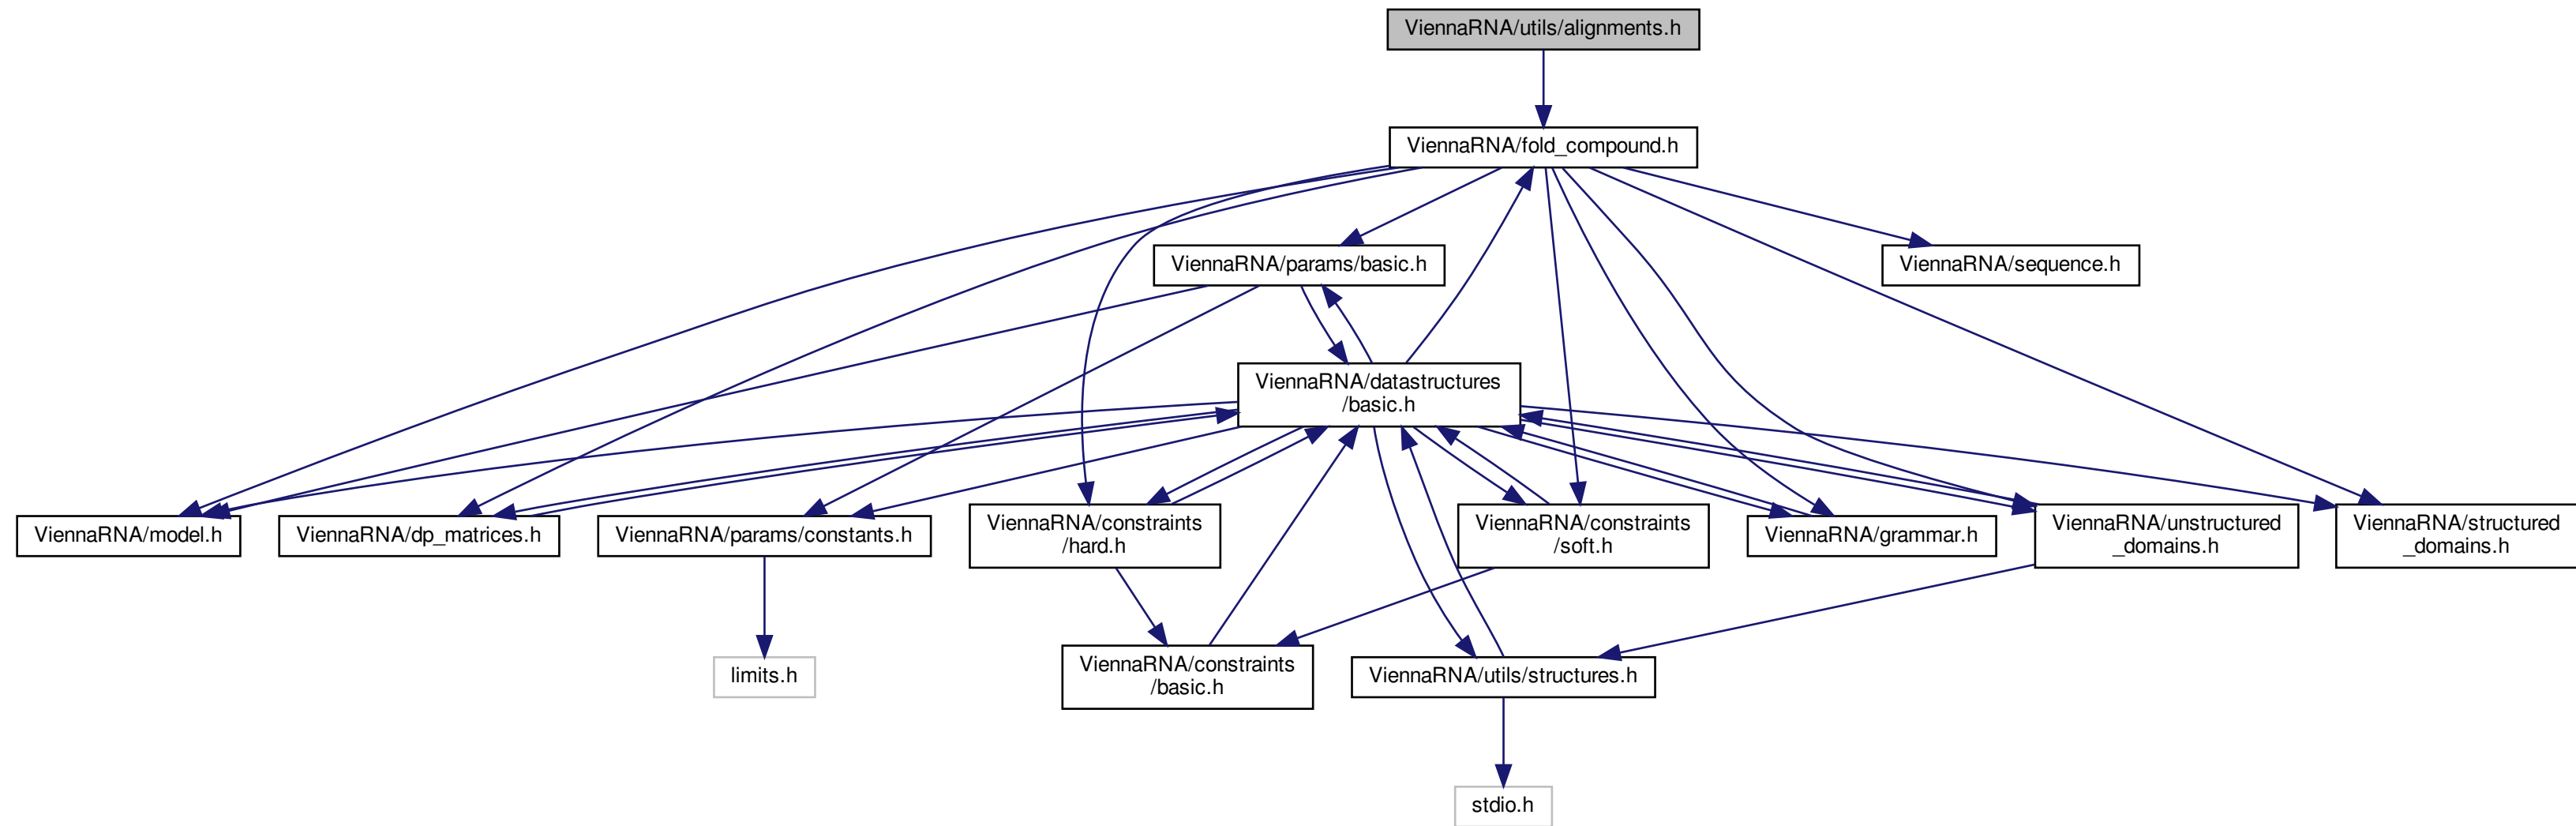 ViennaRNA/utils/alignments.h
ViennaRNA/fold_compound.h
ViennaRNA/params/basic.h
ViennaRNA/sequence.h
ViennaRNA/datastructures
/basic.h
ViennaRNA/model.h
ViennaRNA/dp_matrices.h
ViennaRNA/params/constants.h
ViennaRNA/constraints
/hard.h
ViennaRNA/constraints
/soft.h
ViennaRNA/grammar.h
ViennaRNA/unstructured
_domains.h
ViennaRNA/structured
_domains.h
limits.h
ViennaRNA/constraints
/basic.h
ViennaRNA/utils/structures.h
stdio.h